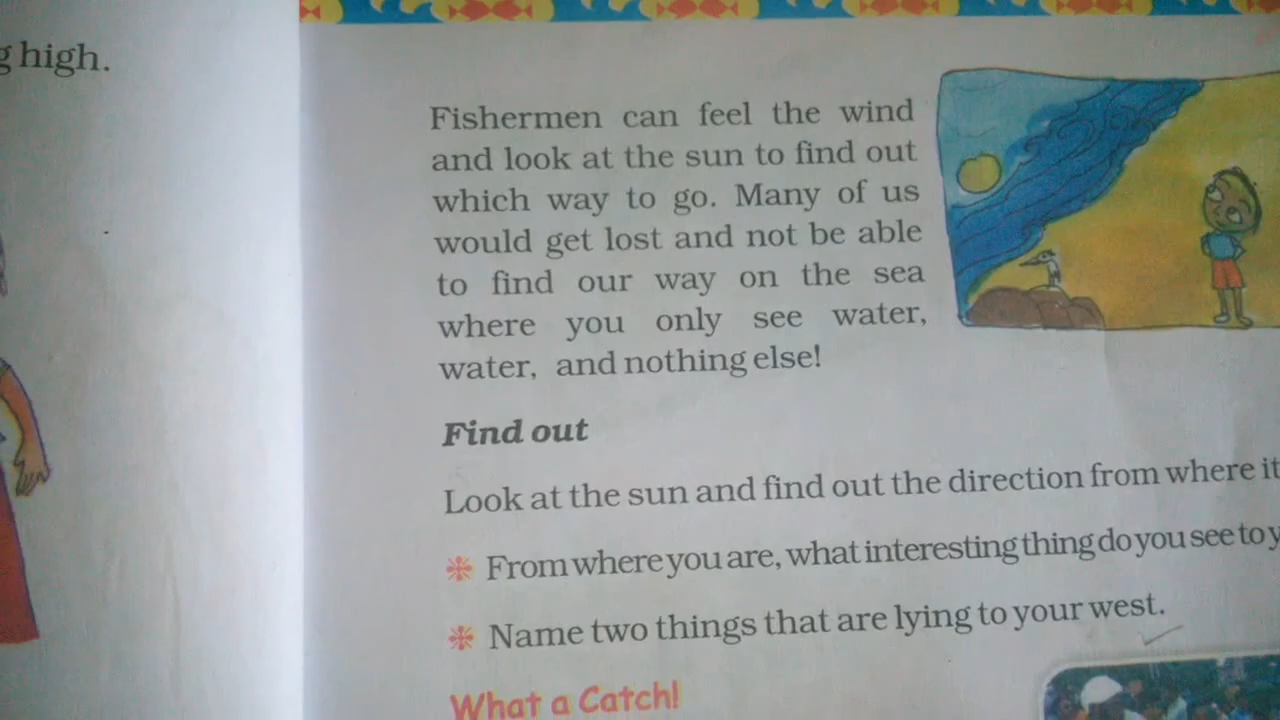 g high.
Fishermen can feel the wind
and look at the sun to find out
which way to go. Many of us
would get lost and not be able
to find our way on the sea
where you only see water,
water, and nothing else!
Find out
Look at the sun and find out the direction from where it
From where you are, what interesting thing do you see to y
Name two things that are lying to your west.
What a Catch!